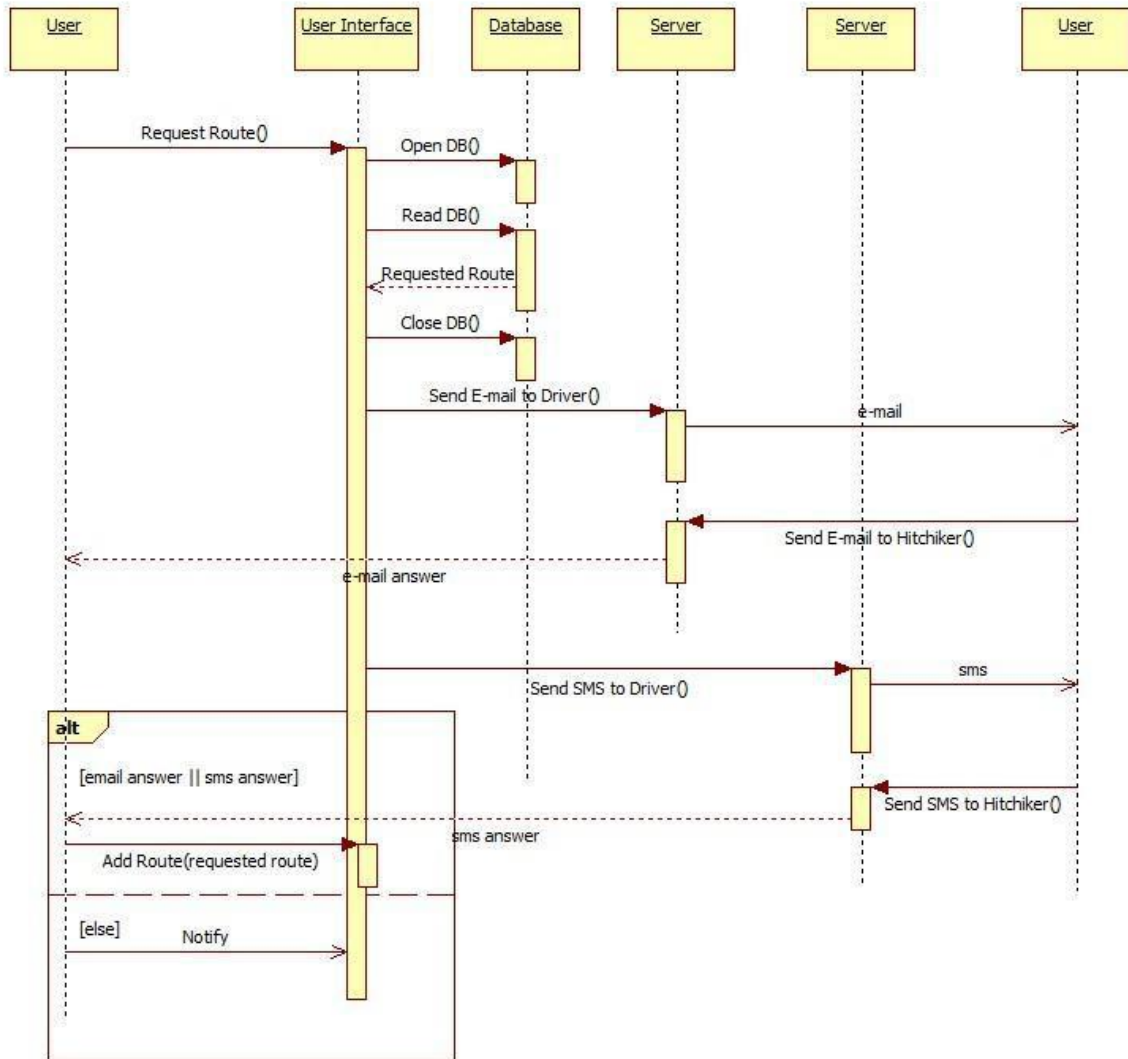 User
User Interface
Database
Server
Server
User
Request Route()
Open DB()
Read DB()
Requested Route
Close DB()
Send E-mail to Driver()
e-mail
Send E-mail to Hitchiker()
e-mail answer
Send SMS to Driver()
sms
alt
[email answer || sms answer]
Send SMS to Hitchiker()
sms answer
Add Route(requested route)
[else]
Notify